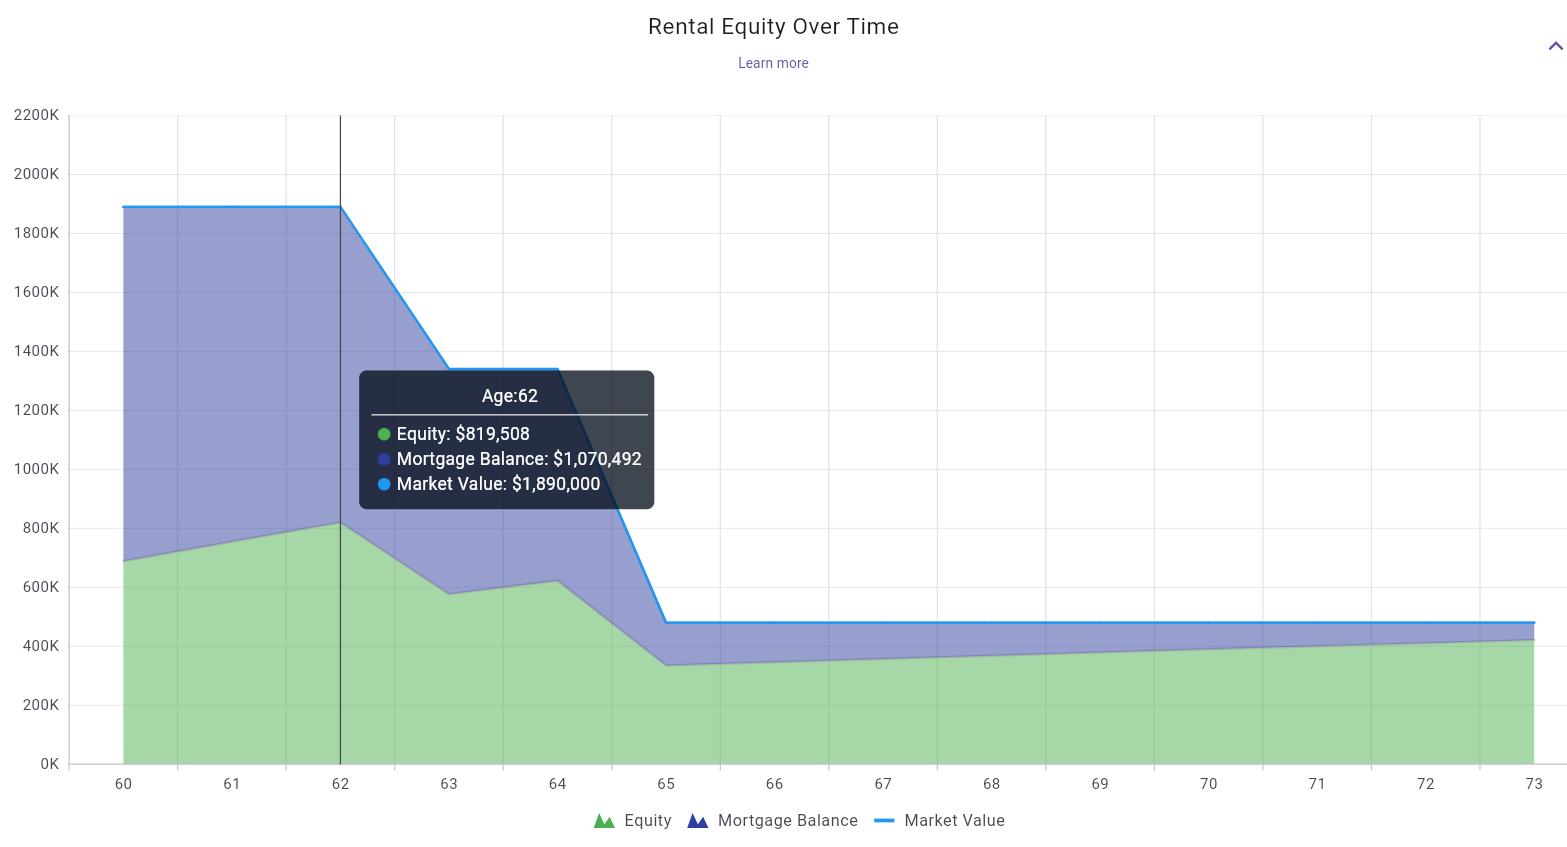 Rental Equity Over Time
Learn more
2200K
2000K
1800K
1600K
1400K
1200K
1000K
800K
600K
400K
200K
0K
Age:62
Equity: $819,508
Mortgage Balance: $1,070,492
Market Value: $1,890,000
60 61 62 63 64 65 66 67 68 69 70 71 72 73
Equity Mortgage Balance Market Value